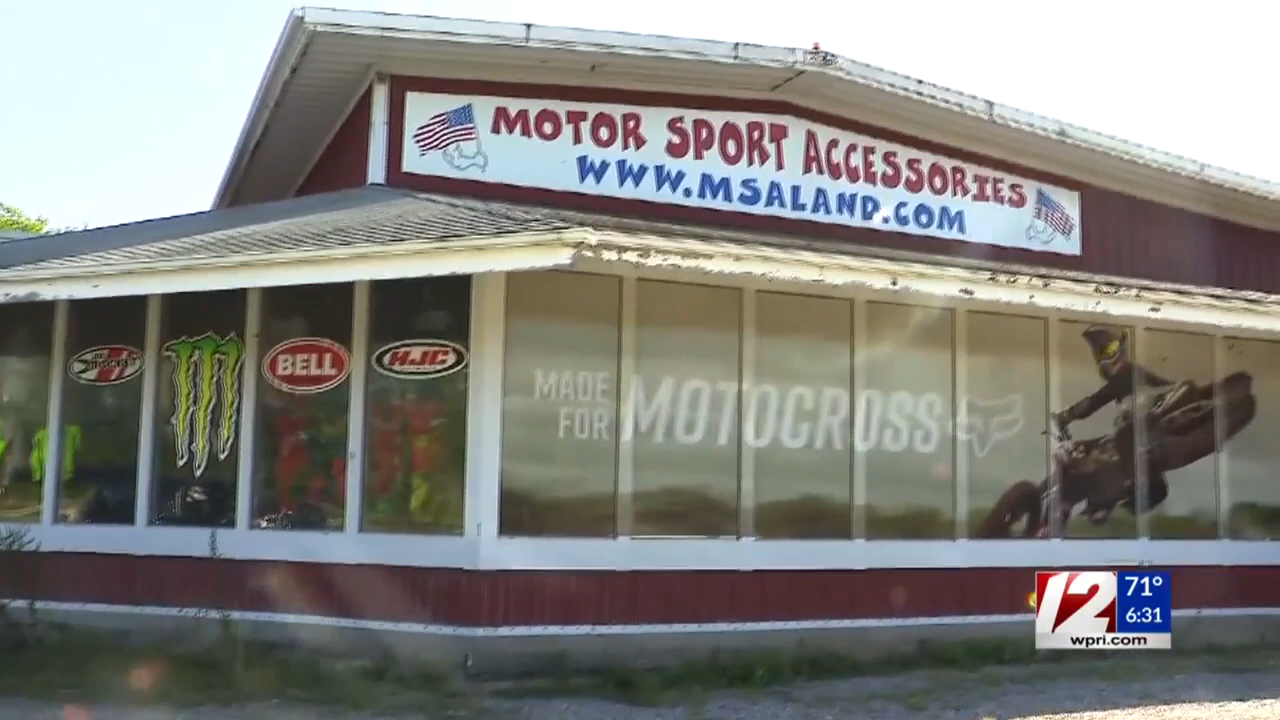 MOTOR SPORT ACCESSORIES
WWW.MSALAND.COM
BELL
HJC
MADE
FOR MOTOCROSS
12
71°
6:31
wpri.com